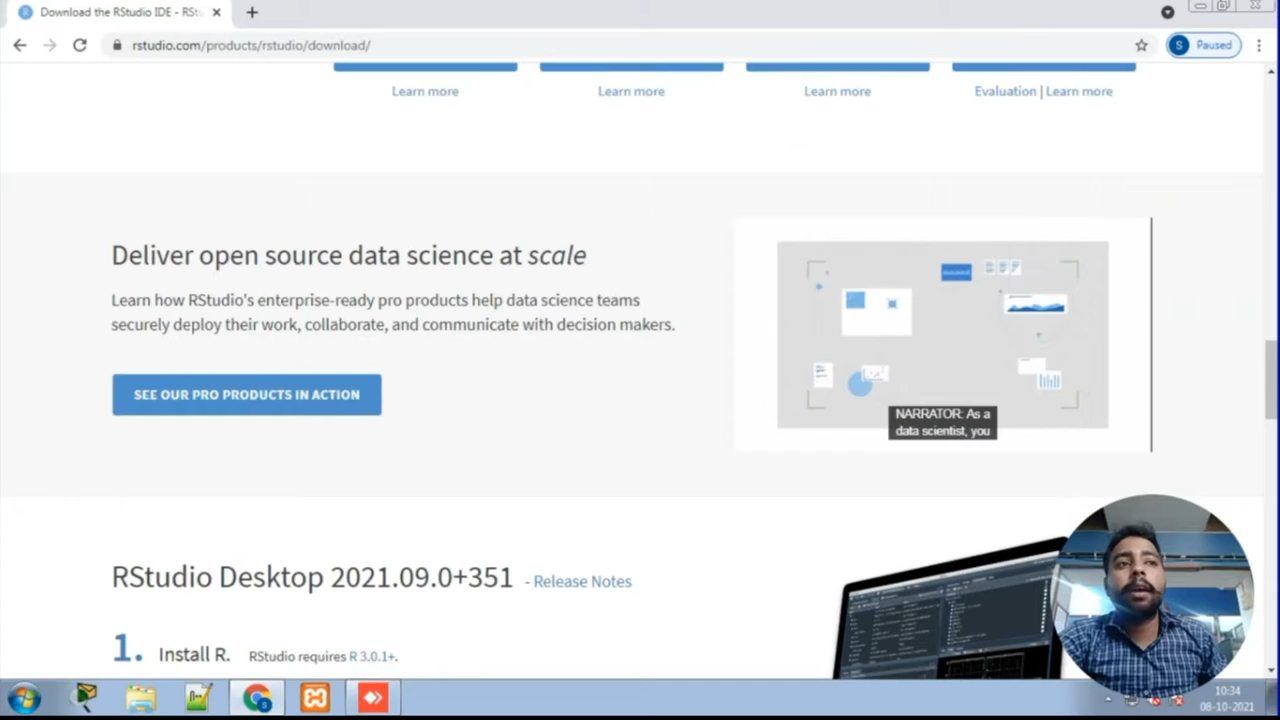 Download the RStudio IDE - RSt
Paused
S
rstudio.com/products/rstudio/download/
Learn more
Learn more
Learn more
Evaluation | Learn more
Deliver open source data science at scale
Learn how RStudio's enterprise-ready pro products help data science teams
securely deploy their work, collaborate, and communicate with decision makers.
SEE OUR PRO PRODUCTS IN ACTION
NARRATOR: As a
data scientist, you
RStudio Desktop 2021.09.0+351 - Release Notes
1. Install R. RStudio requires R 3.0.1+.
10:34
08-10-2021